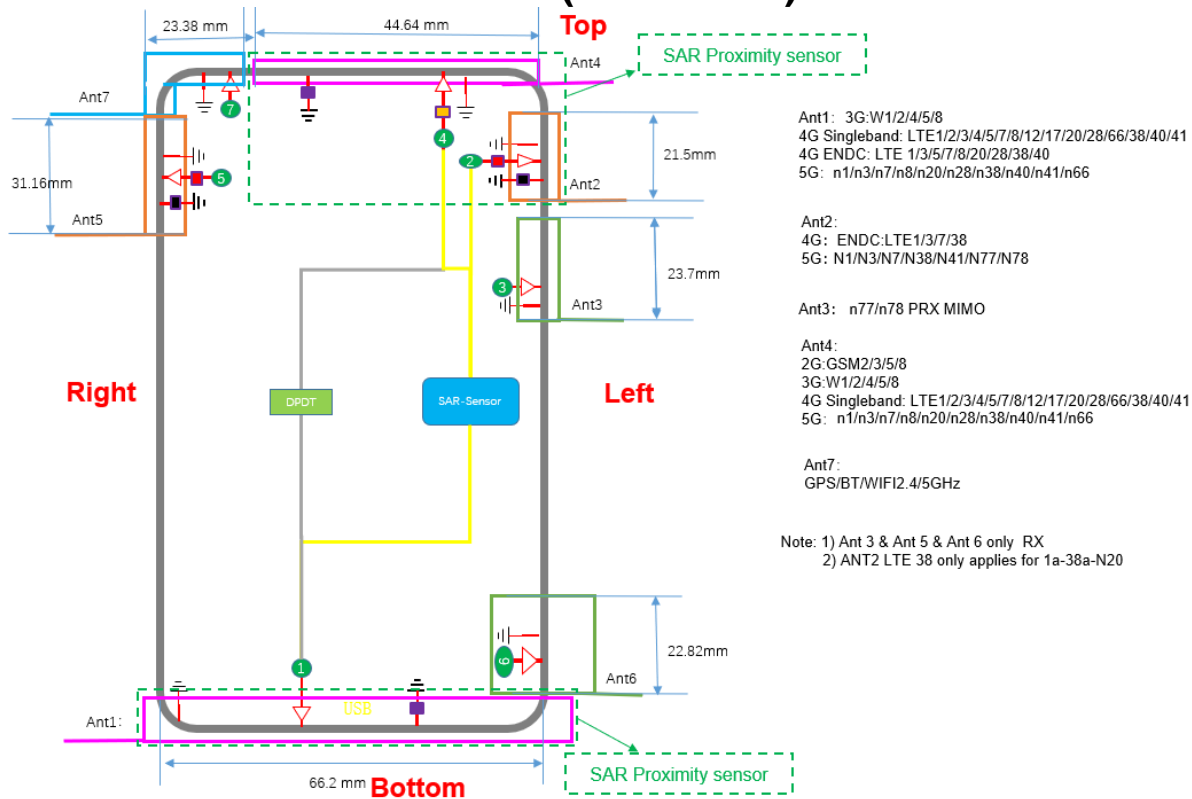 23.38 mm
44.64 mm
Top
SAR Proximity sensor
Ant4
Ant7
7
4
2
21.5mm
31.16mm
5
Ant2
Ant5
23.7mm
3
Ant3
Right
DPDT
SAR-Sensor
Left
22.82mm
6
1
Ant6
USB
Ant1:
66.2 mm
Bottom
SAR Proximity sensor
Ant1: 3G:W1/2/4/5/8
4G Singleband: LTE1/2/3/4/5/7/8/12/17/20/28/66/38/40/41
4G ENDC: LTE 1/3/5/7/8/20/28/38/40
5G: n1/n3/n7/n8/n20/n28/n38/n40/n41/n66
Ant2:
4G: ENDC:LTE1/3/7/38
5G: N1/N3/N7/N38/N41/N77/N78
Ant3: n77/n78 PRX MIMO
Ant4:
2G:GSM2/3/5/8
3G:W1/2/4/5/8
4G Singleband: LTE1/2/3/4/5/7/8/12/17/20/28/66/38/40/41
5G: n1/n3/n7/n8/n20/n28/n38/n40/n41/n66
Ant7:
GPS/BT/WIFI2.4/5GHz
Note: 1) Ant 3 & Ant 5 & Ant 6 only RX
2) ANT2 LTE 38 only applies for 1a-38a-N20